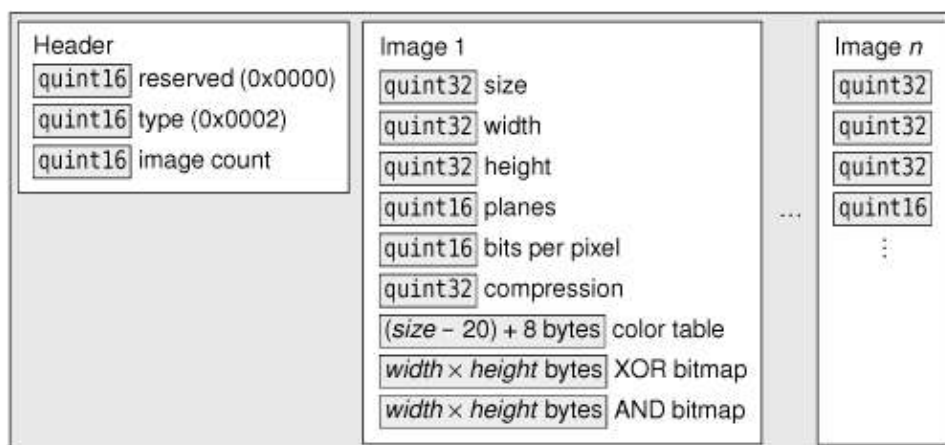 Header
quint16 reserved (0x0000)
quint16 type (0x0002)
quint16 image count
Image 1
quint32 size
quint32 width
quint32 height
quint16 planes
quint16 bits per pixel
quint32 compression
(size – 20) + 8 bytes color table
width × height bytes XOR bitmap
width × height bytes AND bitmap
...
Image n
quint32
quint32
quint32
quint16
⋮